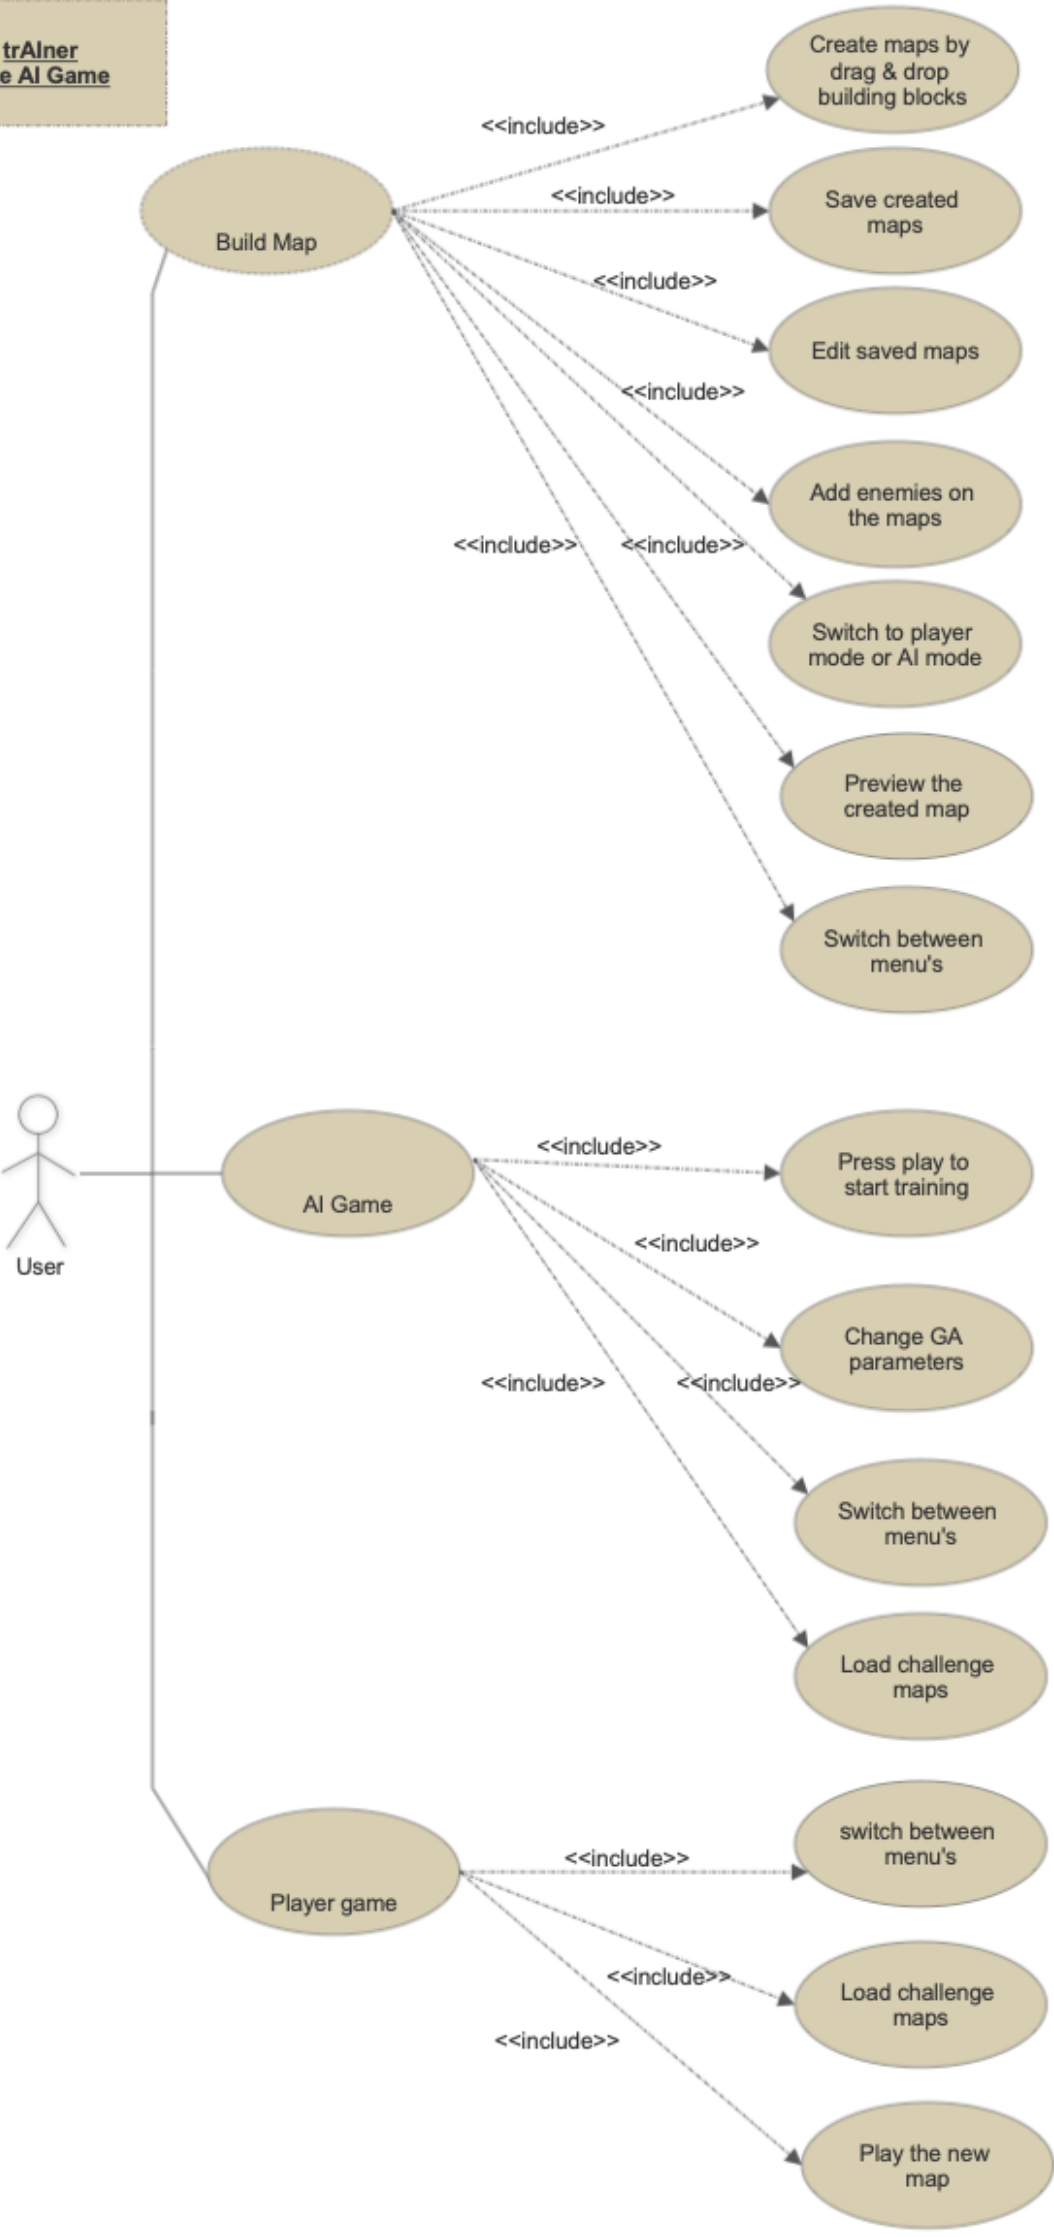 trAIner
e AI Game
Create maps by
drag & drop
building blocks
<<include>>
<<include>>
Save created
maps
Build Map
<<include>>
Edit saved maps
<<include>>
Add enemies on
the maps
<<include>>
<<include>>
Switch to player
mode or AI mode
Preview the
created map
Switch between
menu's
<<include>>
Press play to
start training
AI Game
User
<<include>>
Change GA
parameters
<<include>>
<<include>>
Switch between
menu's
Load challenge
maps
<<include>>
switch between
menu's
Player game
<<include>>
Load challenge
maps
<<include>>
Play the new
map